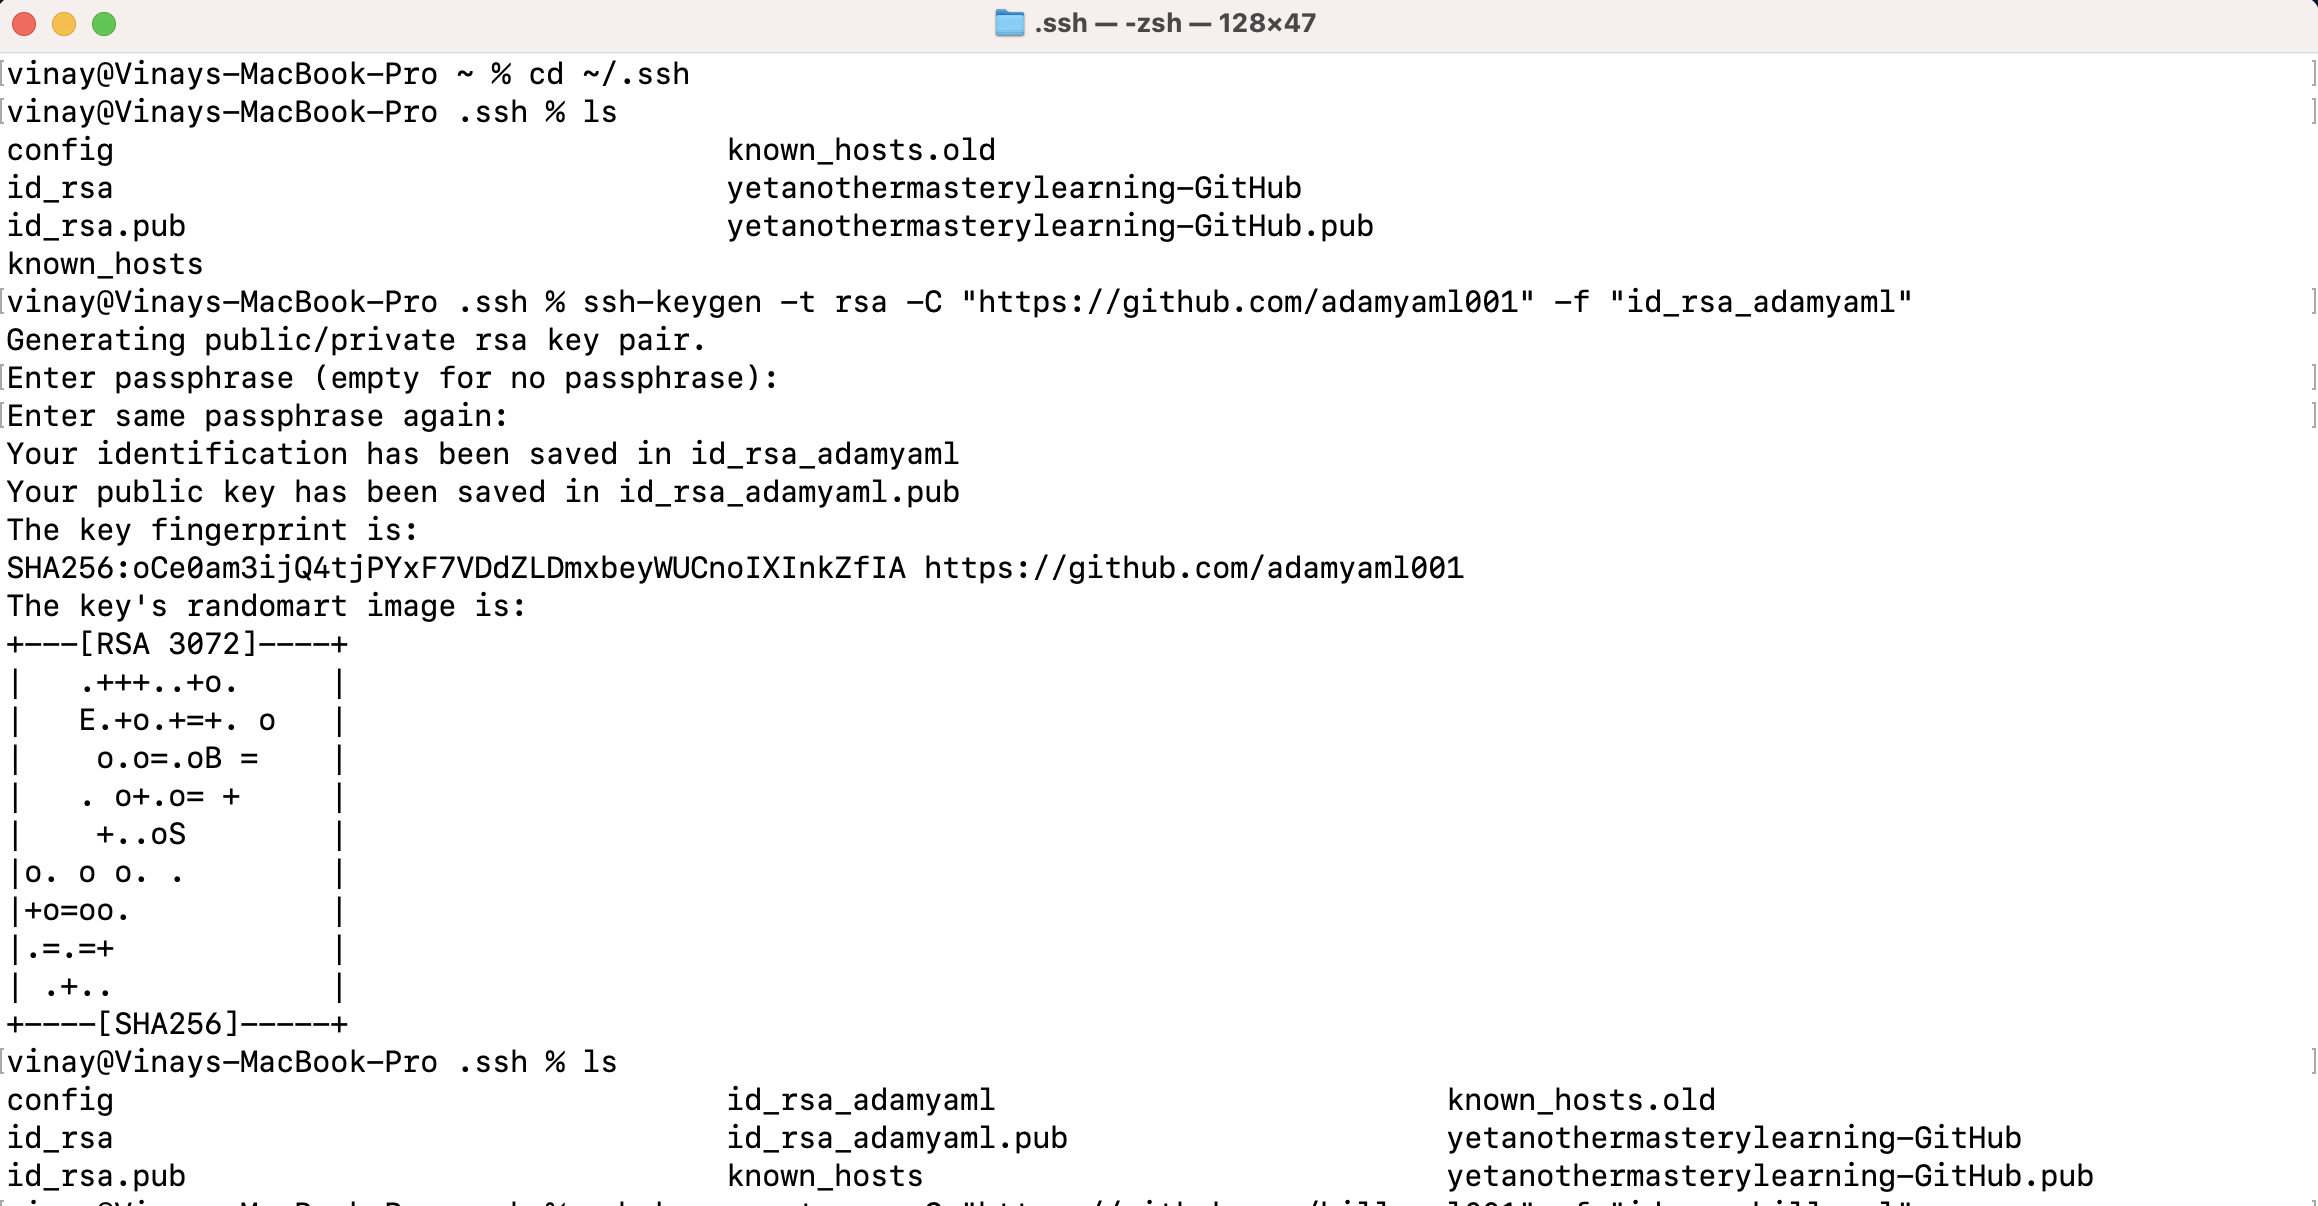 .ssh — -zsh — 128×47
vinay@Vinays-MacBook-Pro ~ % cd ~/.ssh
vinay@Vinays-MacBook-Pro .ssh % ls
config                                  known_hosts.old
id_rsa                                  yetanothermasterylearning-GitHub
id_rsa.pub                              yetanothermasterylearning-GitHub.pub
known_hosts
vinay@Vinays-MacBook-Pro .ssh % ssh-keygen -t rsa -C "https://github.com/adamyaml001" -f "id_rsa_adamyaml"
Generating public/private rsa key pair.
Enter passphrase (empty for no passphrase):
Enter same passphrase again:
Your identification has been saved in id_rsa_adamyaml
Your public key has been saved in id_rsa_adamyaml.pub
The key fingerprint is:
SHA256:oCe0am3ijQ4tjPYxF7VDdZLDmxbeyWUCnoIXInkZfIA https://github.com/adamyaml001
The key's randomart image is:
+---[RSA 3072]----+
|   .+++..+o.     |
|   E.+o.+=+. o   |
|    o.o=.oB =    |
|   . o+.o= +     |
|    +..oS        |
|o. o o. .        |
|+o=oo.           |
|.=.=+            |
| .+..            |
+----[SHA256]-----+
vinay@Vinays-MacBook-Pro .ssh % ls
config                                  id_rsa_adamyaml                         known_hosts.old
id_rsa                                  id_rsa_adamyaml.pub                     yetanothermasterylearning-GitHub
id_rsa.pub                              known_hosts                             yetanothermasterylearning-GitHub.pub